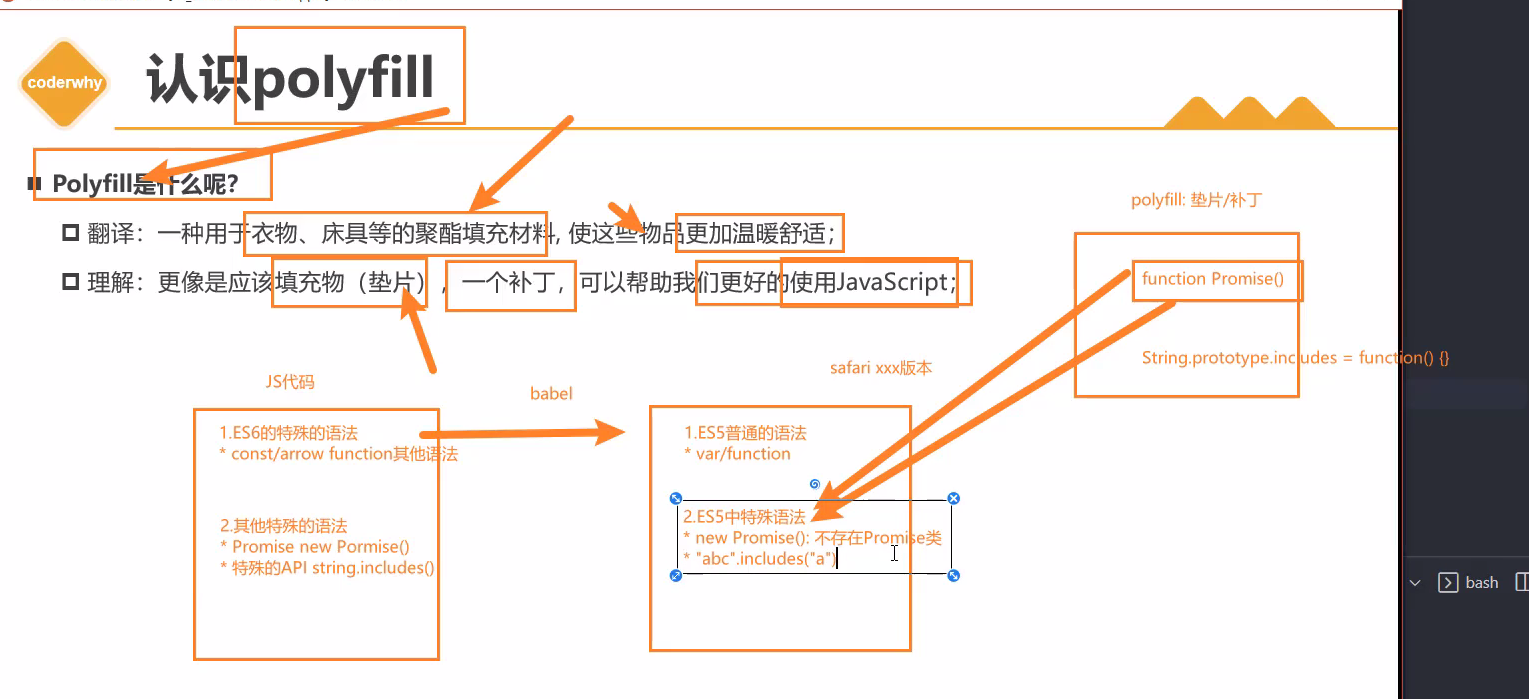 coderwhy
认识polyfill
Polyfill是什么呢?
翻译：一种用于衣物、床具等的聚酯填充材料, 使这些物品更加温暖舒适；
理解：更像是应该填充物（垫片）, 一个补丁，可以帮助我们更好的使用JavaScript；
polyfill: 垫片/补丁
function Promise()
String.prototype.includes = function() {}
JS代码
babel
safari xxx版本
1.ES6的特殊的语法
* const/arrow function其他语法
2.其他特殊的语法
* Promise new Pormise()
* 特殊的API string.includes()
1.ES5普通的语法
* var/function
2.ES5中特殊语法
* new Promise(): 不存在Promise类
* "abc".includes("a")
bash